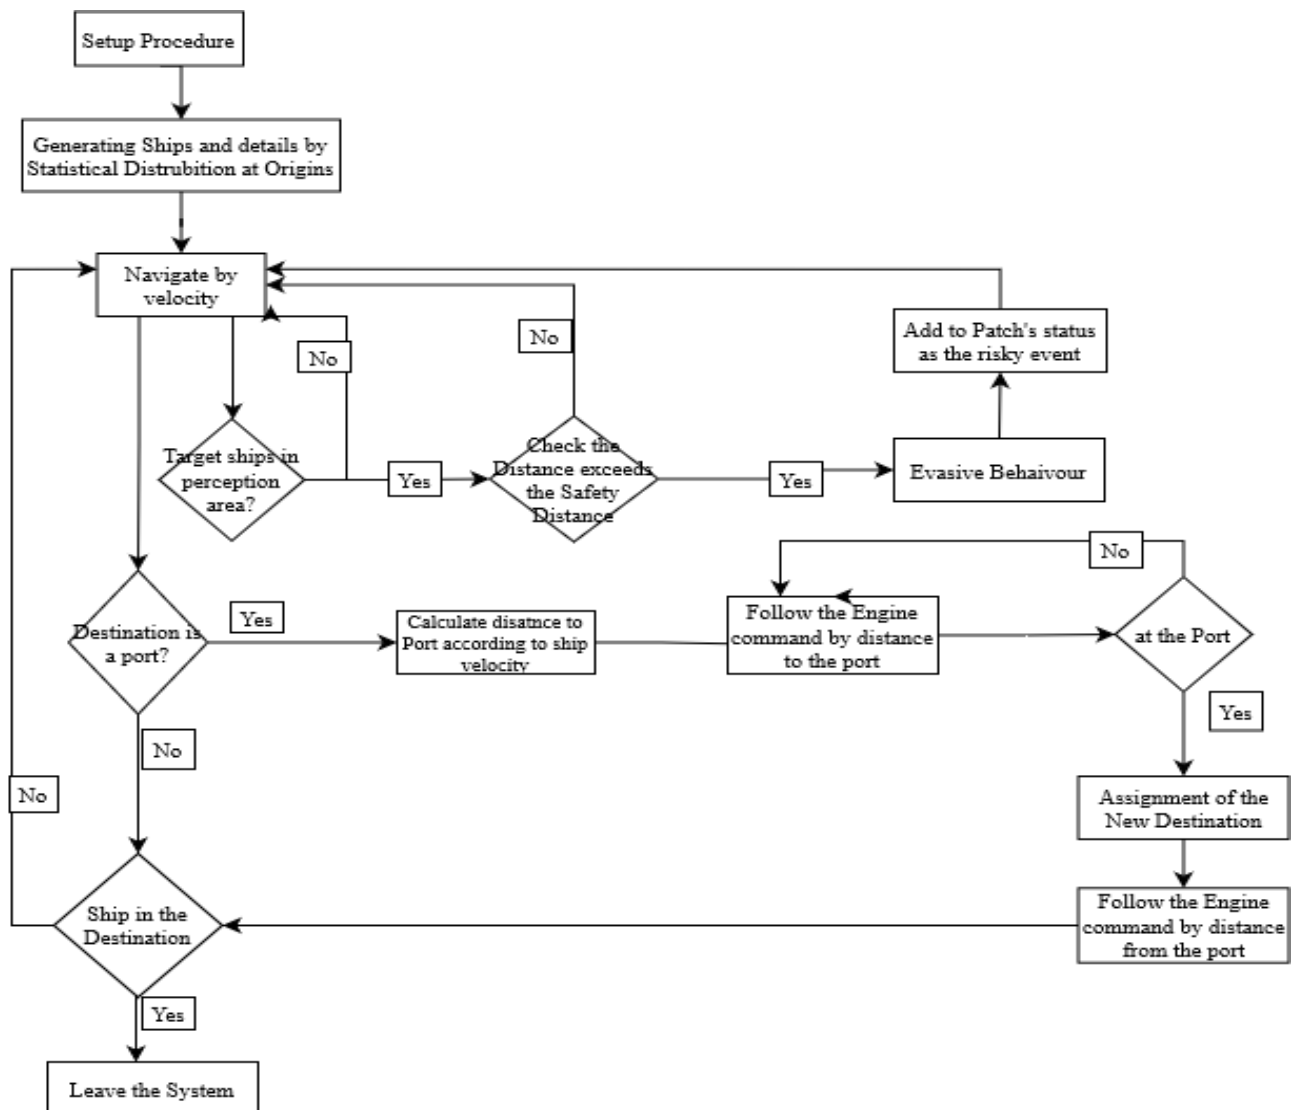 Setup Procedure
Generating Ships and details by
Statistical Distrubition at Origins
Navigate by
velocity
No
No
Add to Patch's status
as the risky event
Target ships in
perception
area?
Yes
Check the
Distance exceeds
the Safety
Distance
Yes
Evasive Behaivour
No
Destination is
a port?
Yes
Calculate disatnce to
Port according to ship
velocity
Follow the Engine
command by distance
to the port
at the Port
Yes
No
No
Assignment of the
New Destination
Ship in the
Destination
Follow the Engine
command by distance
from the port
Yes
Leave the System